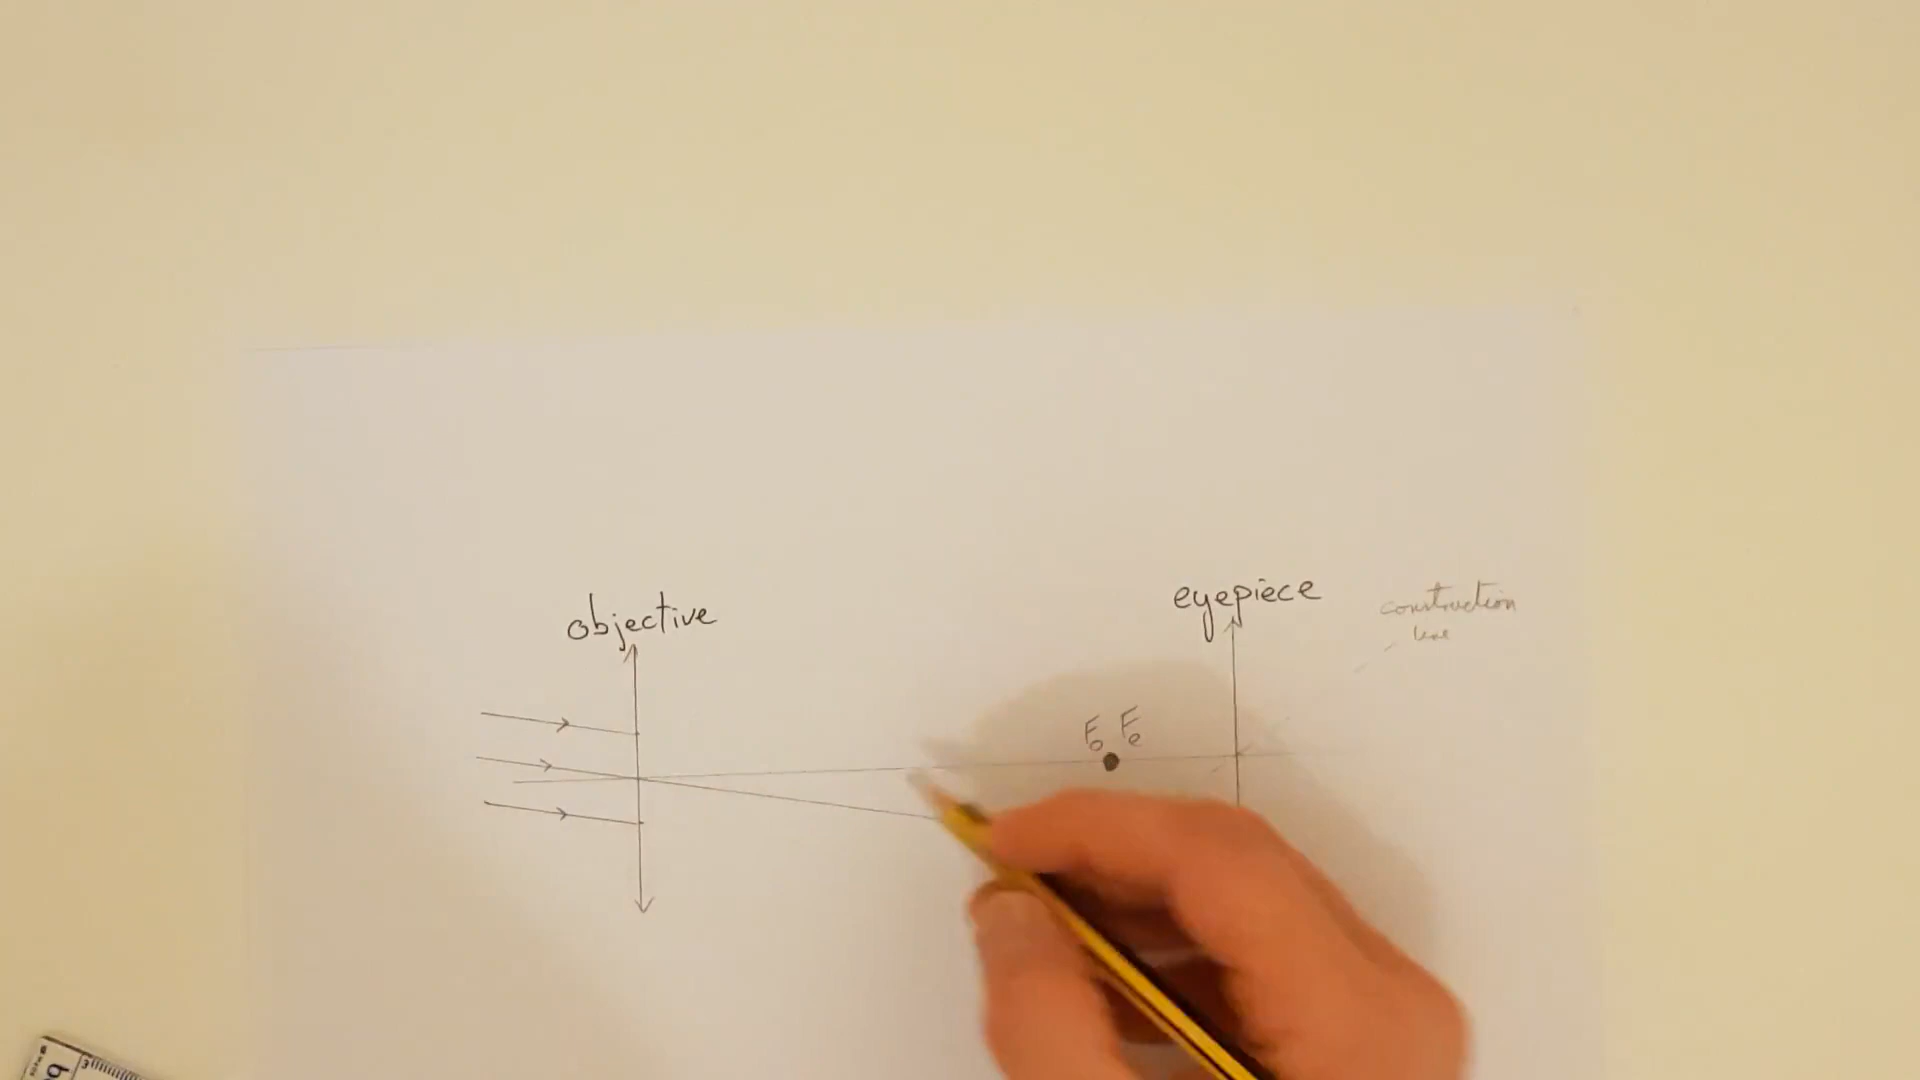 objective
eyepiece
construction
line
Fo Fe